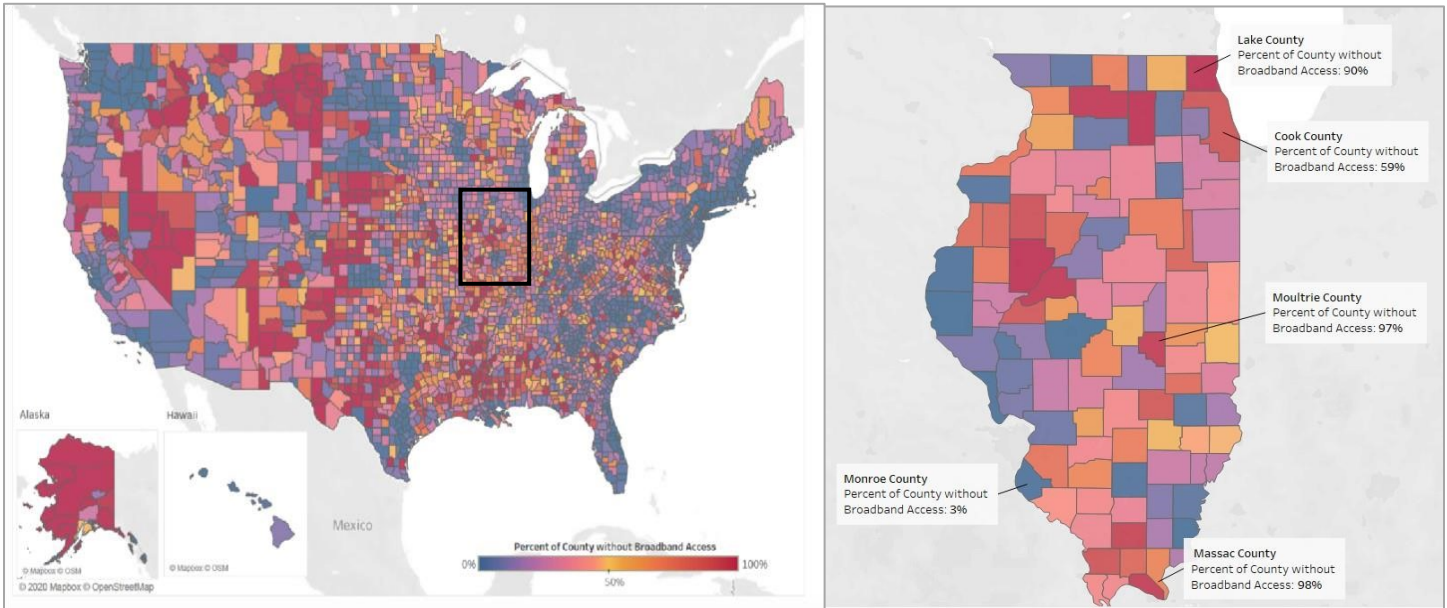 Alaska
Hawaii
© Mapbox © OSM
© Mapbox © OSM
© 2020 Mapbox © OpenStreetMap
Mexico
Percent of County without Broadband Access
0%
50%
100%
Lake County
Percent of County without
Broadband Access: 90%
Cook County
Percent of County without
Broadband Access: 59%
Moultrie County
Percent of County without
Broadband Access: 97%
Monroe County
Percent of County without
Broadband Access: 3%
Massac County
Percent of County without
Broadband Access: 98%